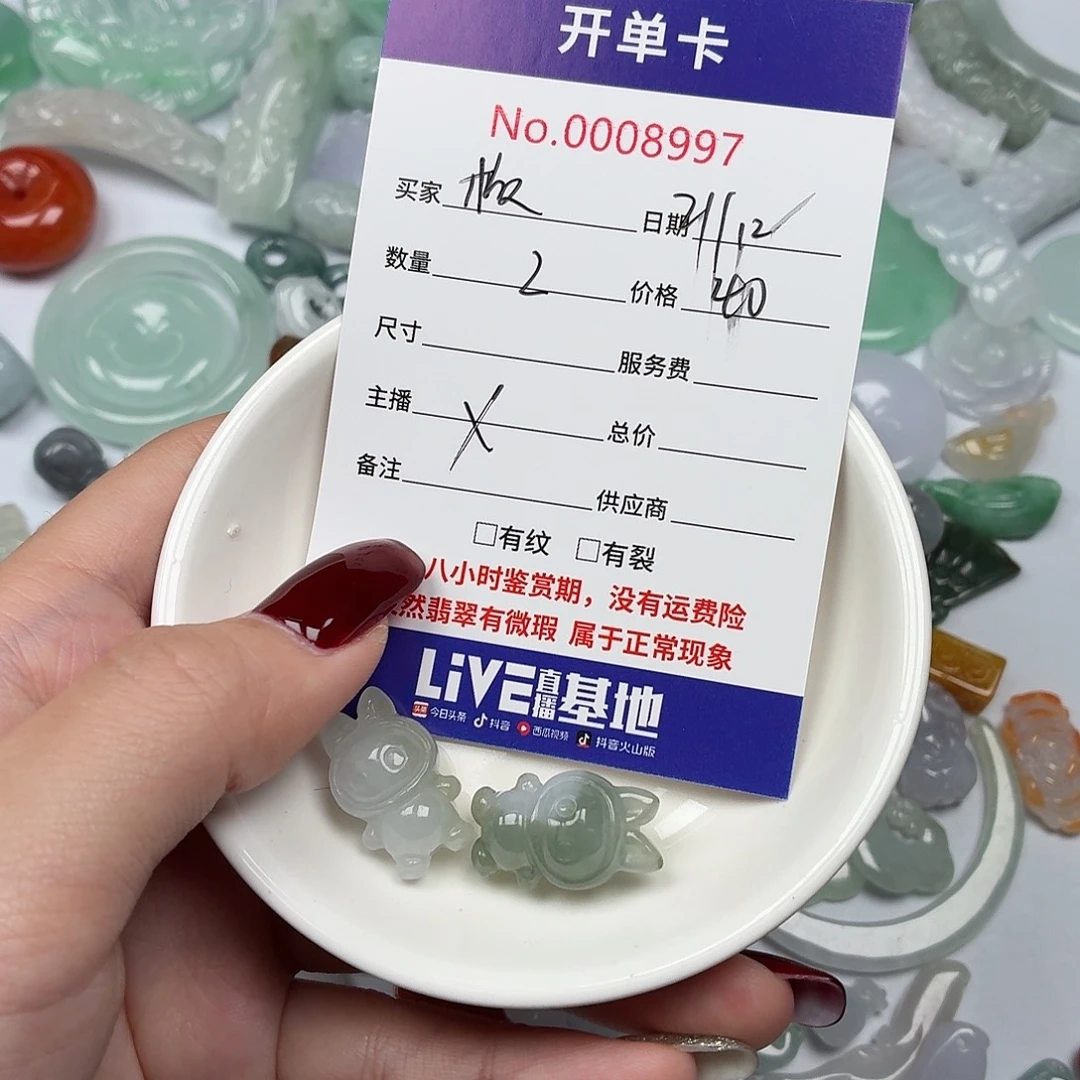 开单卡
No.0008997
买家 日期
数量 2 价格
尺寸 服务费
主播 X 总价
备注 供应商
□有纹 □有裂
八小时鉴赏期，没有运费险
然翡翠有微瑕 属于正常现象
LiVE直播基地
头条 今日头条 抖音 西瓜视频 抖音火山版